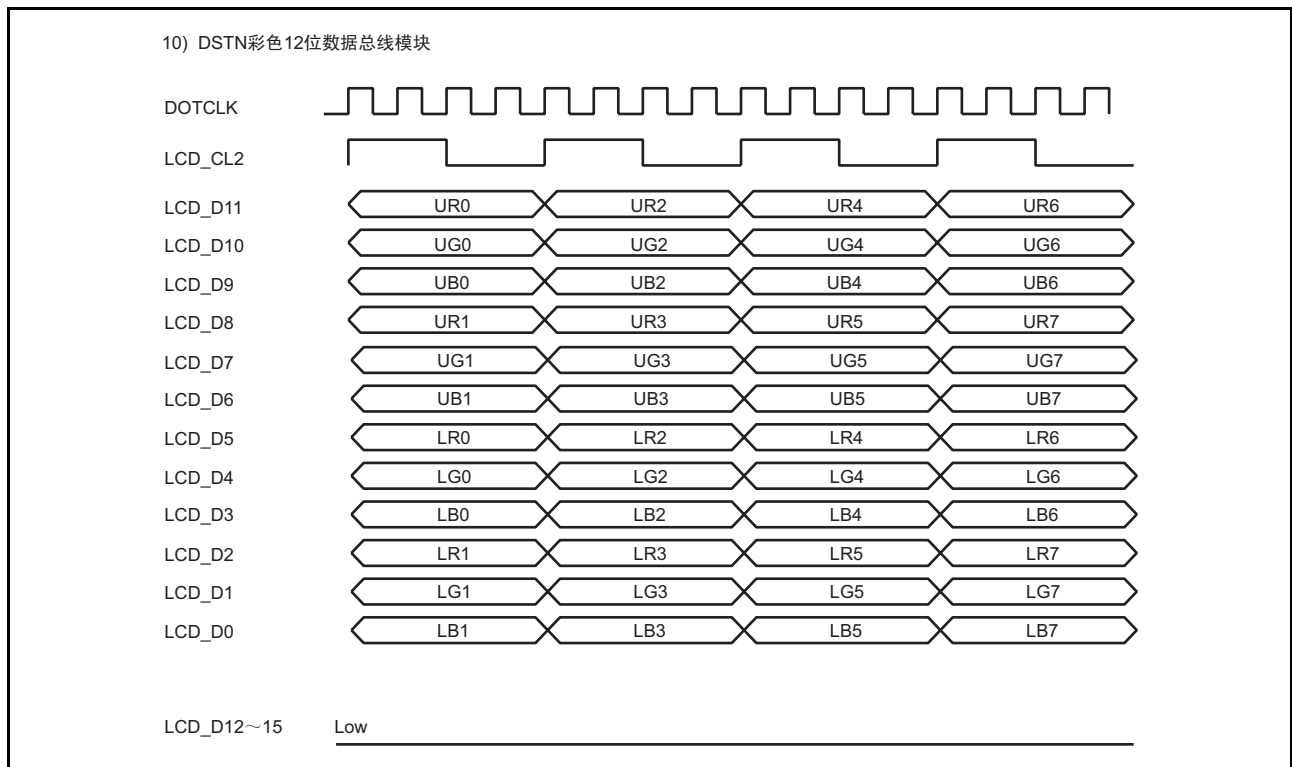 10) DSTN彩色12位数据总线模块
DOTCLK
LCD_CL2
LCD_D11 UR0 UR2 UR4 UR6
LCD_D10 UG0 UG2 UG4 UG6
LCD_D9 UB0 UB2 UB4 UB6
LCD_D8 UR1 UR3 UR5 UR7
LCD_D7 UG1 UG3 UG5 UG7
LCD_D6 UB1 UB3 UB5 UB7
LCD_D5 LR0 LR2 LR4 LR6
LCD_D4 LG0 LG2 LG4 LG6
LCD_D3 LB0 LB2 LB4 LB6
LCD_D2 LR1 LR3 LR5 LR7
LCD_D1 LG1 LG3 LG5 LG7
LCD_D0 LB1 LB3 LB5 LB7
LCD_D12～15 Low